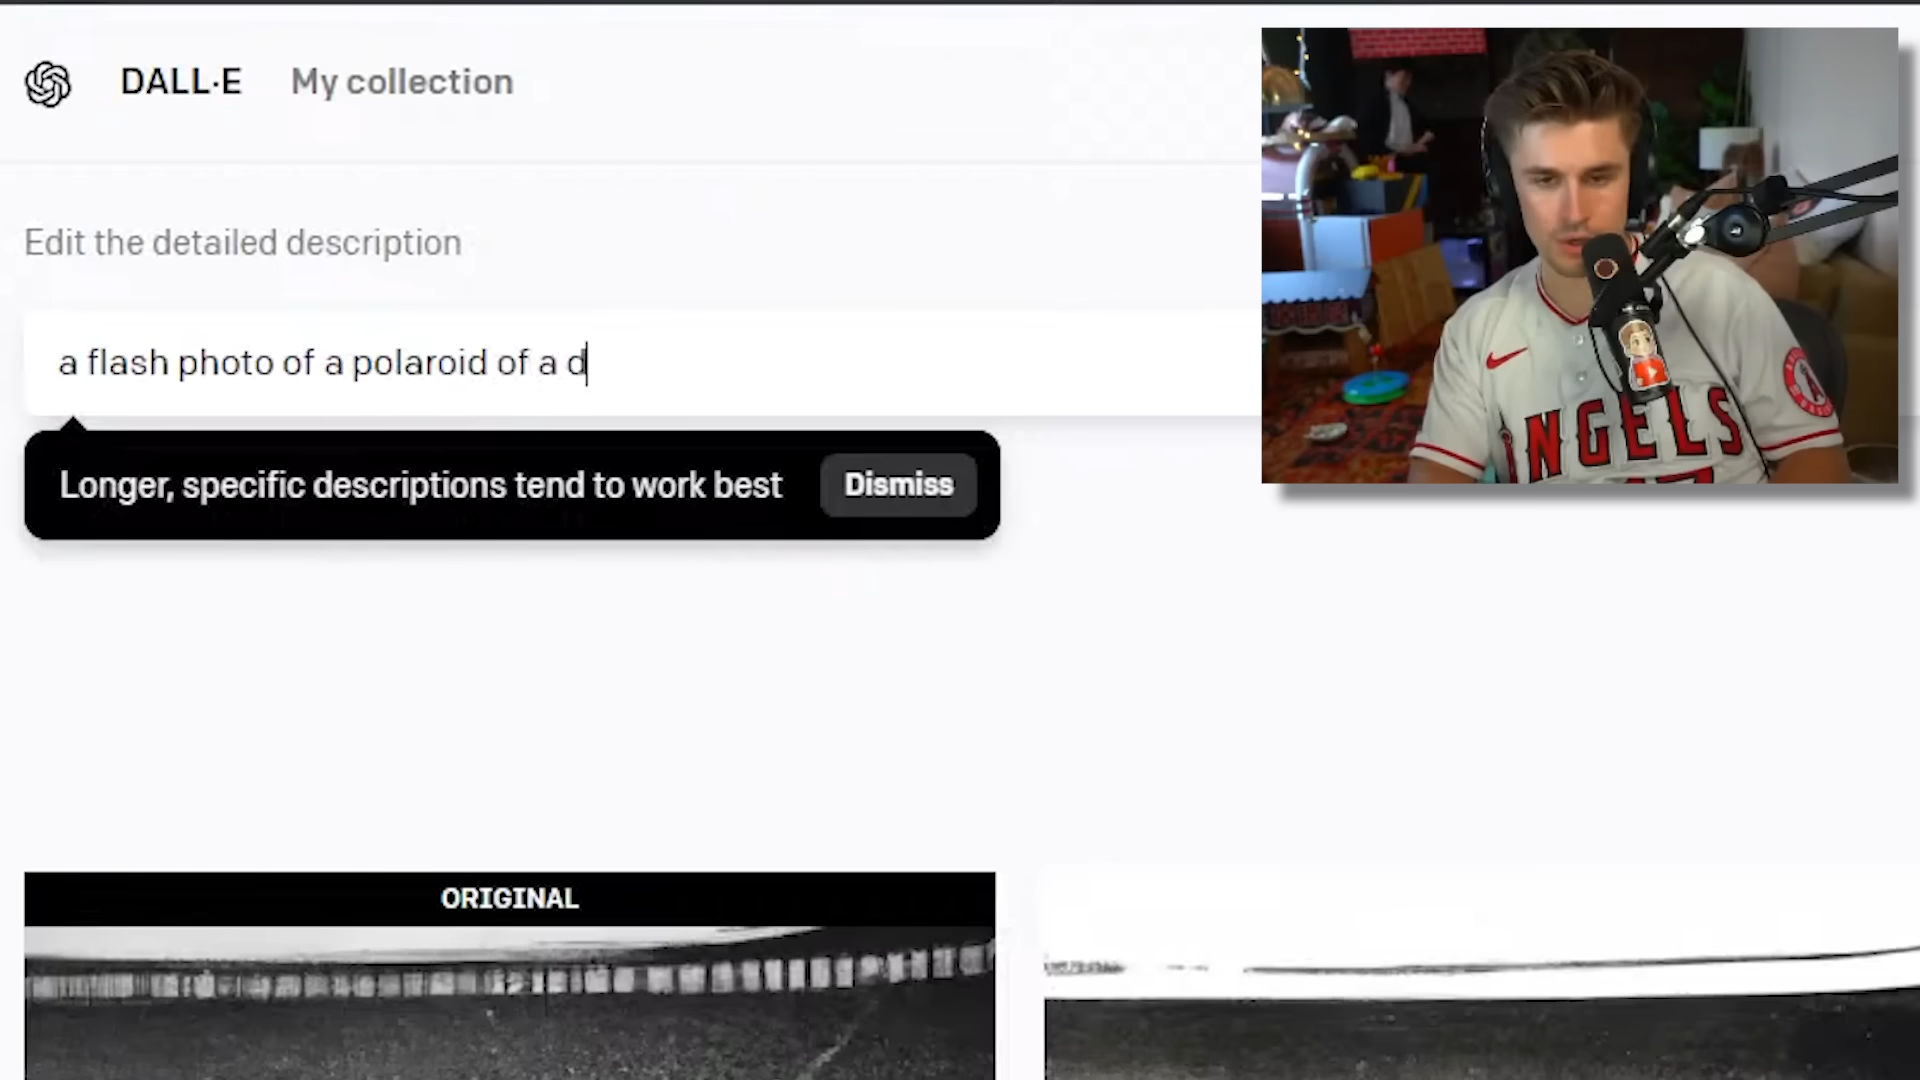 DALL·E My collection
Edit the detailed description
a flash photo of a polaroid of a d
Longer, specific descriptions tend to work best Dismiss
ANGELS
ORIGINAL